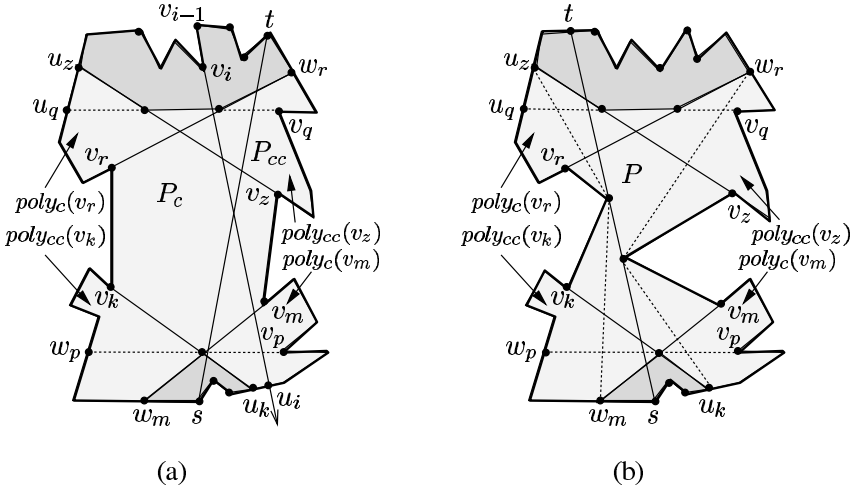 v_{i-1} t
u_z v_i w_r
u_q v_q
v_r P_{cc}
P_c v_z
poly_c(v_r)
poly_{cc}(v_k) poly_{cc}(v_z)
poly_c(v_m)
v_k v_m
w_p v_p
w_m s u_k u_i
(a)
t
u_z w_r
u_q v_q
v_r P
v_z
poly_c(v_r)
poly_{cc}(v_k) poly_{cc}(v_z)
poly_c(v_m)
v_k v_m
w_p v_p
w_m s u_k
(b)